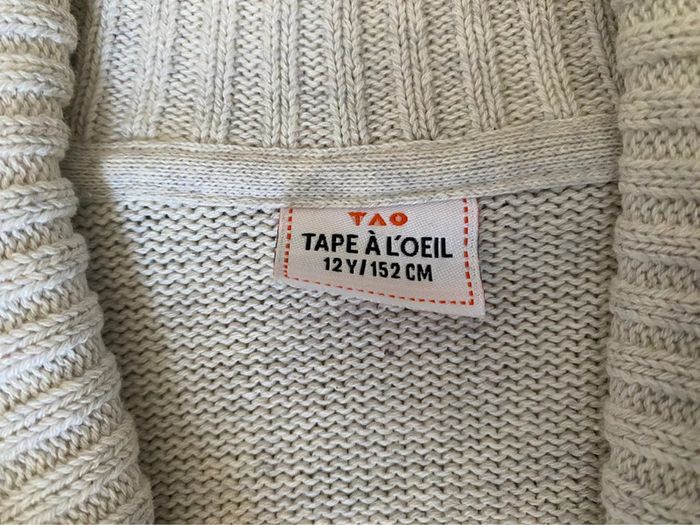 TAO
TAPE À L'OEIL
12 Y / 152 CM